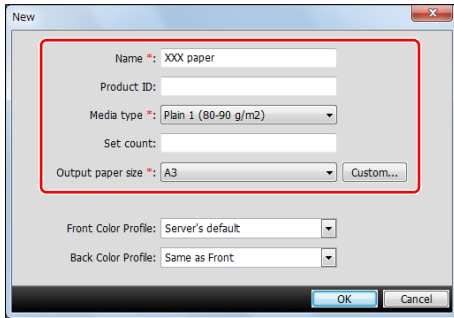 New
Name *: XXX paper
Product ID:
Media type *: Plain 1 (80-90 g/m2)
Set count:
Output paper size *: A3 Custom...
Front Color Profile: Server's default
Back Color Profile: Same as Front
OK Cancel